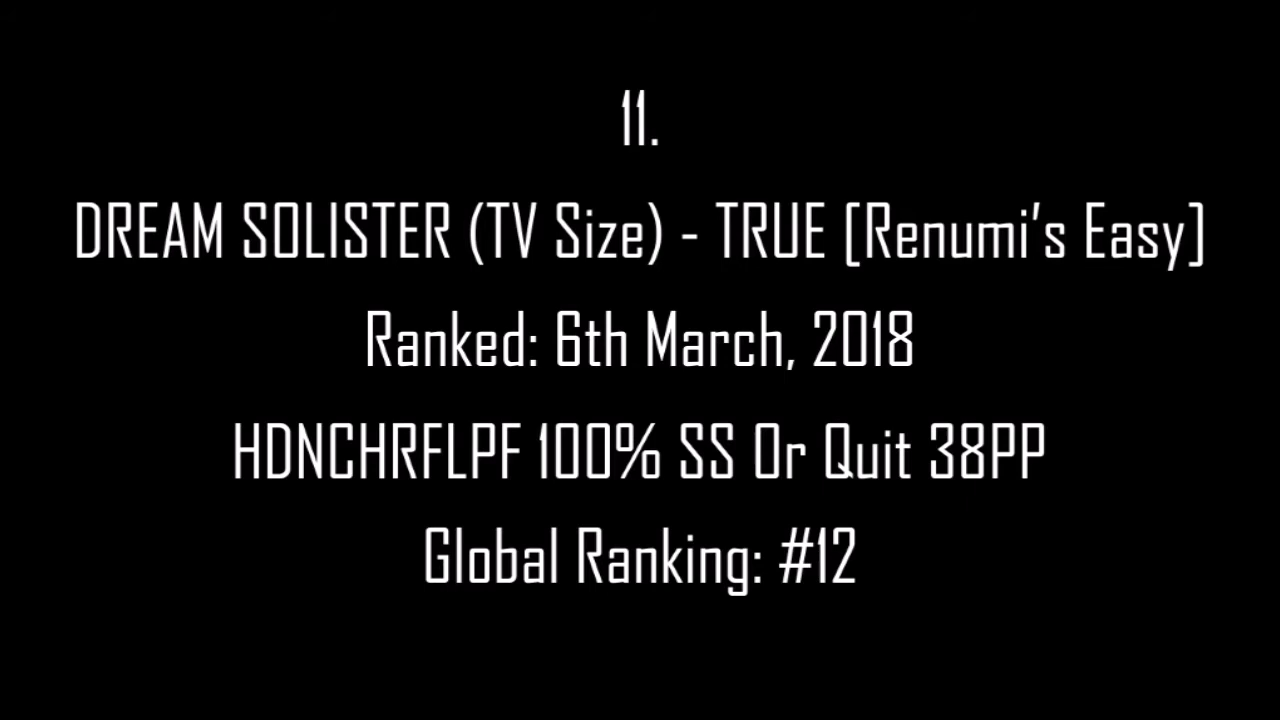 11.
DREAM SOLISTER (TV Size) - TRUE [Renumi's Easy]
Ranked: 6th March, 2018
HDNCHRFLPF 100% SS Or Quit 38PP
Global Ranking: #12